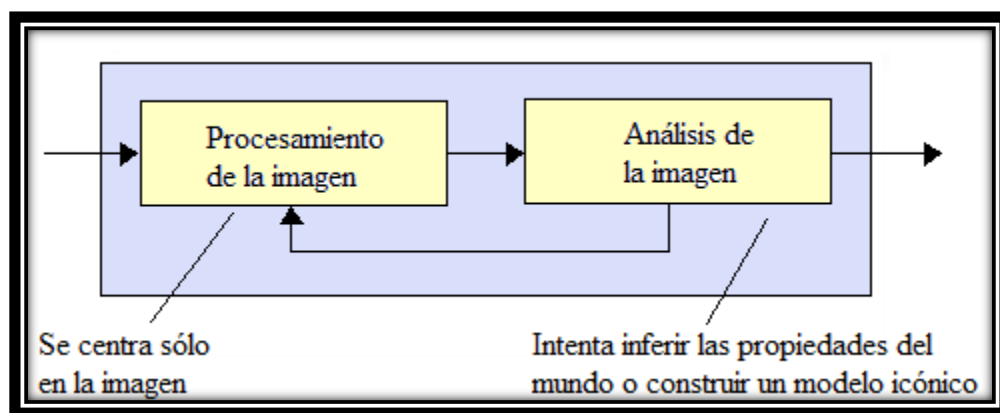 Procesamiento
de la imagen
Análisis de
la imagen
Se centra sólo
en la imagen
Intenta inferir las propiedades del
mundo o construir un modelo icónico